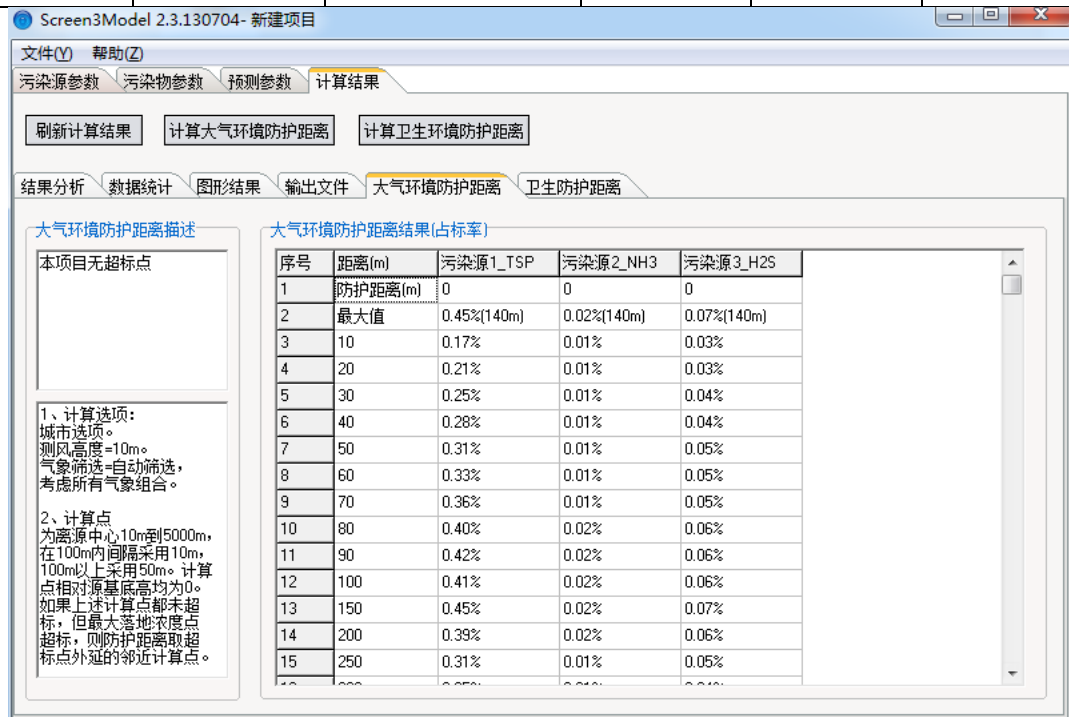 Screen3Model 2.3.130704- 新建项目
文件(Y) 帮助(Z)
污染源参数 污染物参数 预测参数 计算结果
刷新计算结果 计算大气环境防护距离 计算卫生环境防护距离
结果分析 数据统计 图形结果 输出文件 大气环境防护距离 卫生防护距离
大气环境防护距离描述
本项目无超标点
1、计算选项：
城市选项。
测风高度=10m。
气象筛选=自动筛选，
考虑所有气象组合。
2、计算点
为离源中心10m到5000m，
在100m内间隔采用10m，
100m以上采用50m。计算
点相对源基底高均为0。
如果上述计算点都未超
标，但最大落地浓度点
超标，则防护距离取超
标点外延的邻近计算点。
大气环境防护距离结果(占标率)
序号 距离(m) 污染源1_TSP 污染源2_NH3 污染源3_H2S
1 防护距离(m) 0 0 0
2 最大值 0.45%(140m) 0.02%(140m) 0.07%(140m)
3 10 0.17% 0.01% 0.03%
4 20 0.21% 0.01% 0.03%
5 30 0.25% 0.01% 0.04%
6 40 0.28% 0.01% 0.04%
7 50 0.31% 0.01% 0.05%
8 60 0.33% 0.01% 0.05%
9 70 0.36% 0.01% 0.05%
10 80 0.40% 0.02% 0.06%
11 90 0.42% 0.02% 0.06%
12 100 0.41% 0.02% 0.06%
13 150 0.45% 0.02% 0.07%
14 200 0.39% 0.02% 0.06%
15 250 0.31% 0.01% 0.05%